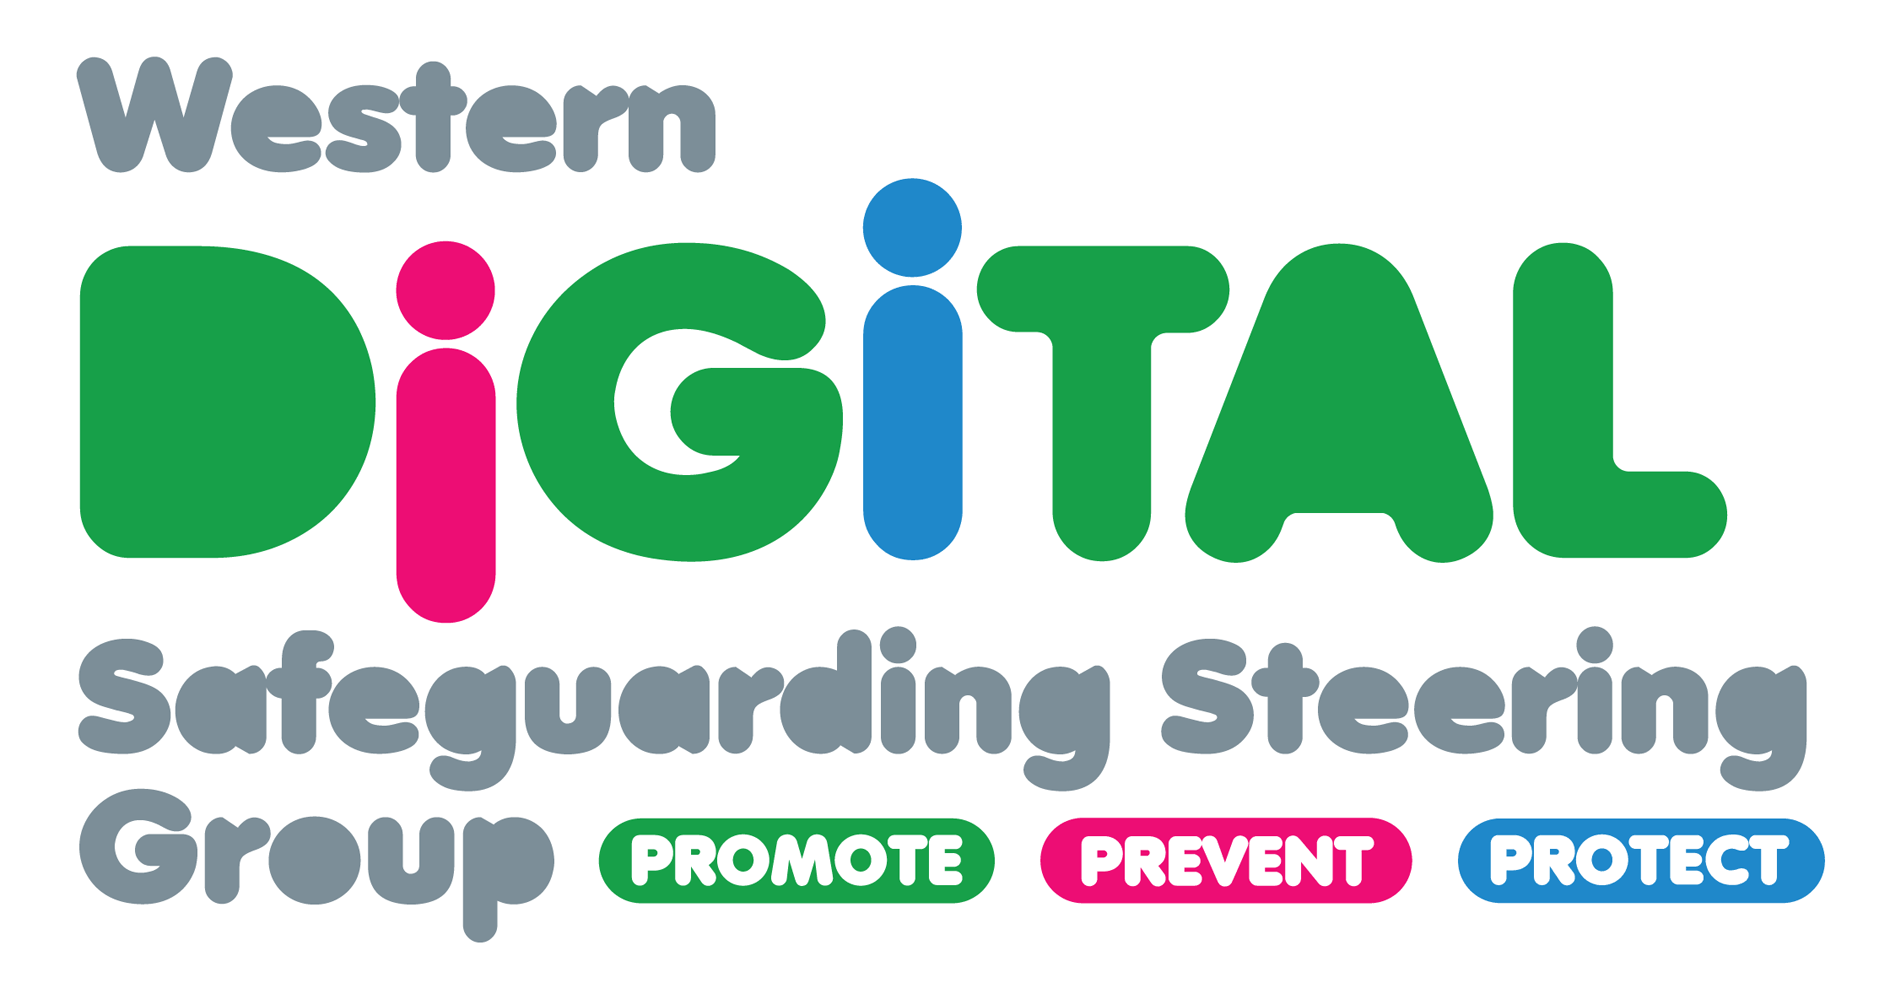 Western
DiGiTAL
Safeguarding Steering
Group PROMOTE PREVENT PROTECT